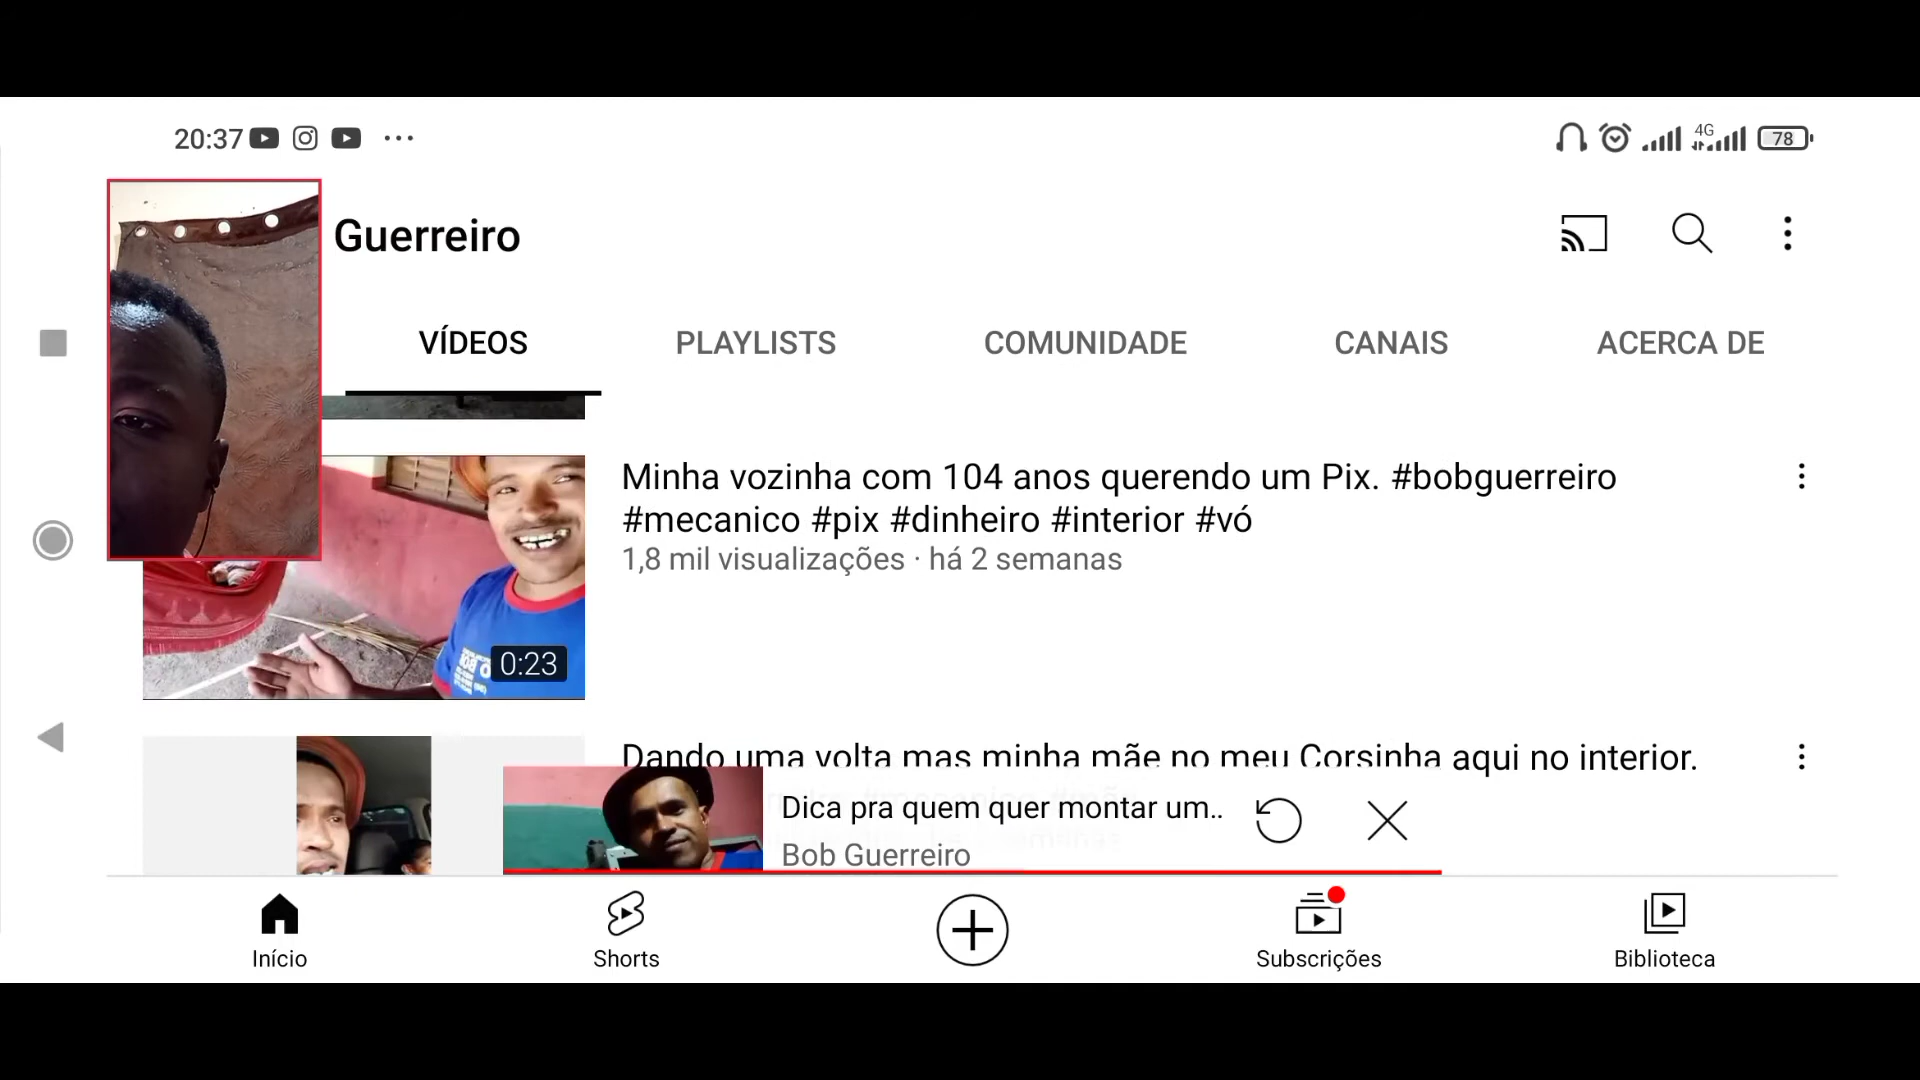 20:37
4G
78
Guerreiro
VÍDEOS
PLAYLISTS
COMUNIDADE
CANAIS
ACERCA DE
Minha vozinha com 104 anos querendo um Pix. #bobguerreiro
#mecanico #pix #dinheiro #interior #vó
1,8 mil visualizações · há 2 semanas
0:23
Dando uma volta mas minha mãe no meu Corsinha aqui no interior.
Dica pra quem quer montar um..
Bob Guerreiro
Início
Shorts
Subscrições
Biblioteca